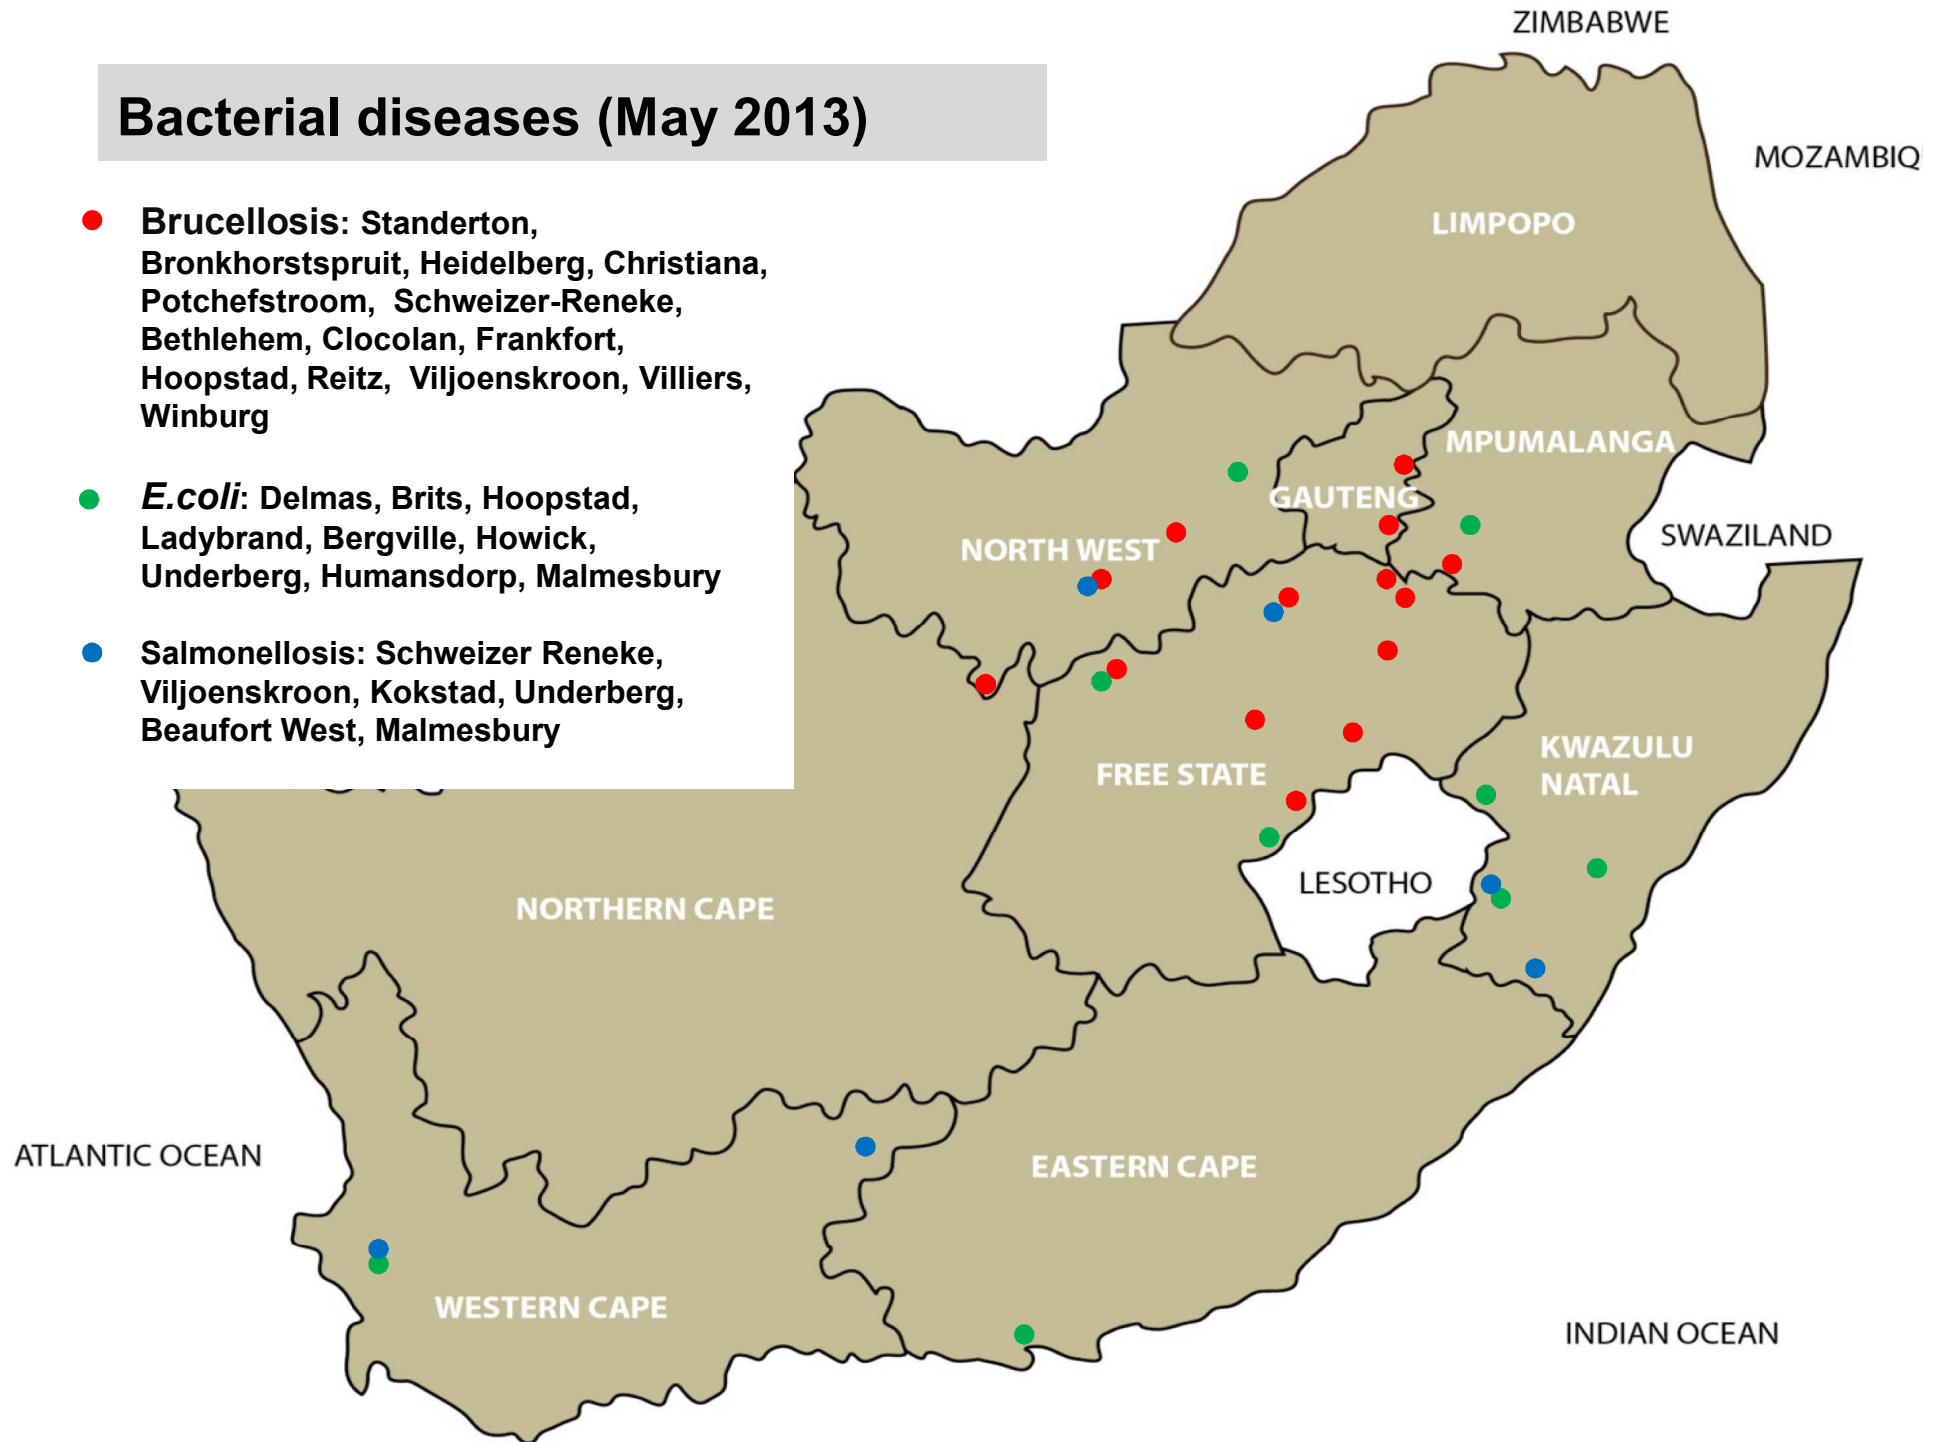 ZIMBABWE
Bacterial diseases (May 2013)
MOZAMBIQ
Brucellosis: Standerton,
Bronkhorstspruit, Heidelberg, Christiana,
Potchefstroom, Schweizer-Reneke,
Bethlehem, Clocolan, Frankfort,
Hoopstad, Reitz, Viljoenskroon, Villiers,
Winburg
E.coli: Delmas, Brits, Hoopstad,
Ladybrand, Bergville, Howick,
Underberg, Humansdorp, Malmesbury
Salmonellosis: Schweizer Reneke,
Viljoenskroon, Kokstad, Underberg,
Beaufort West, Malmesbury
LIMPOPO
MPUMALANGA
GAUTENG
NORTH WEST
SWAZILAND
KWAZULU
NATAL
FREE STATE
LESOTHO
NORTHERN CAPE
ATLANTIC OCEAN
EASTERN CAPE
WESTERN CAPE
INDIAN OCEAN